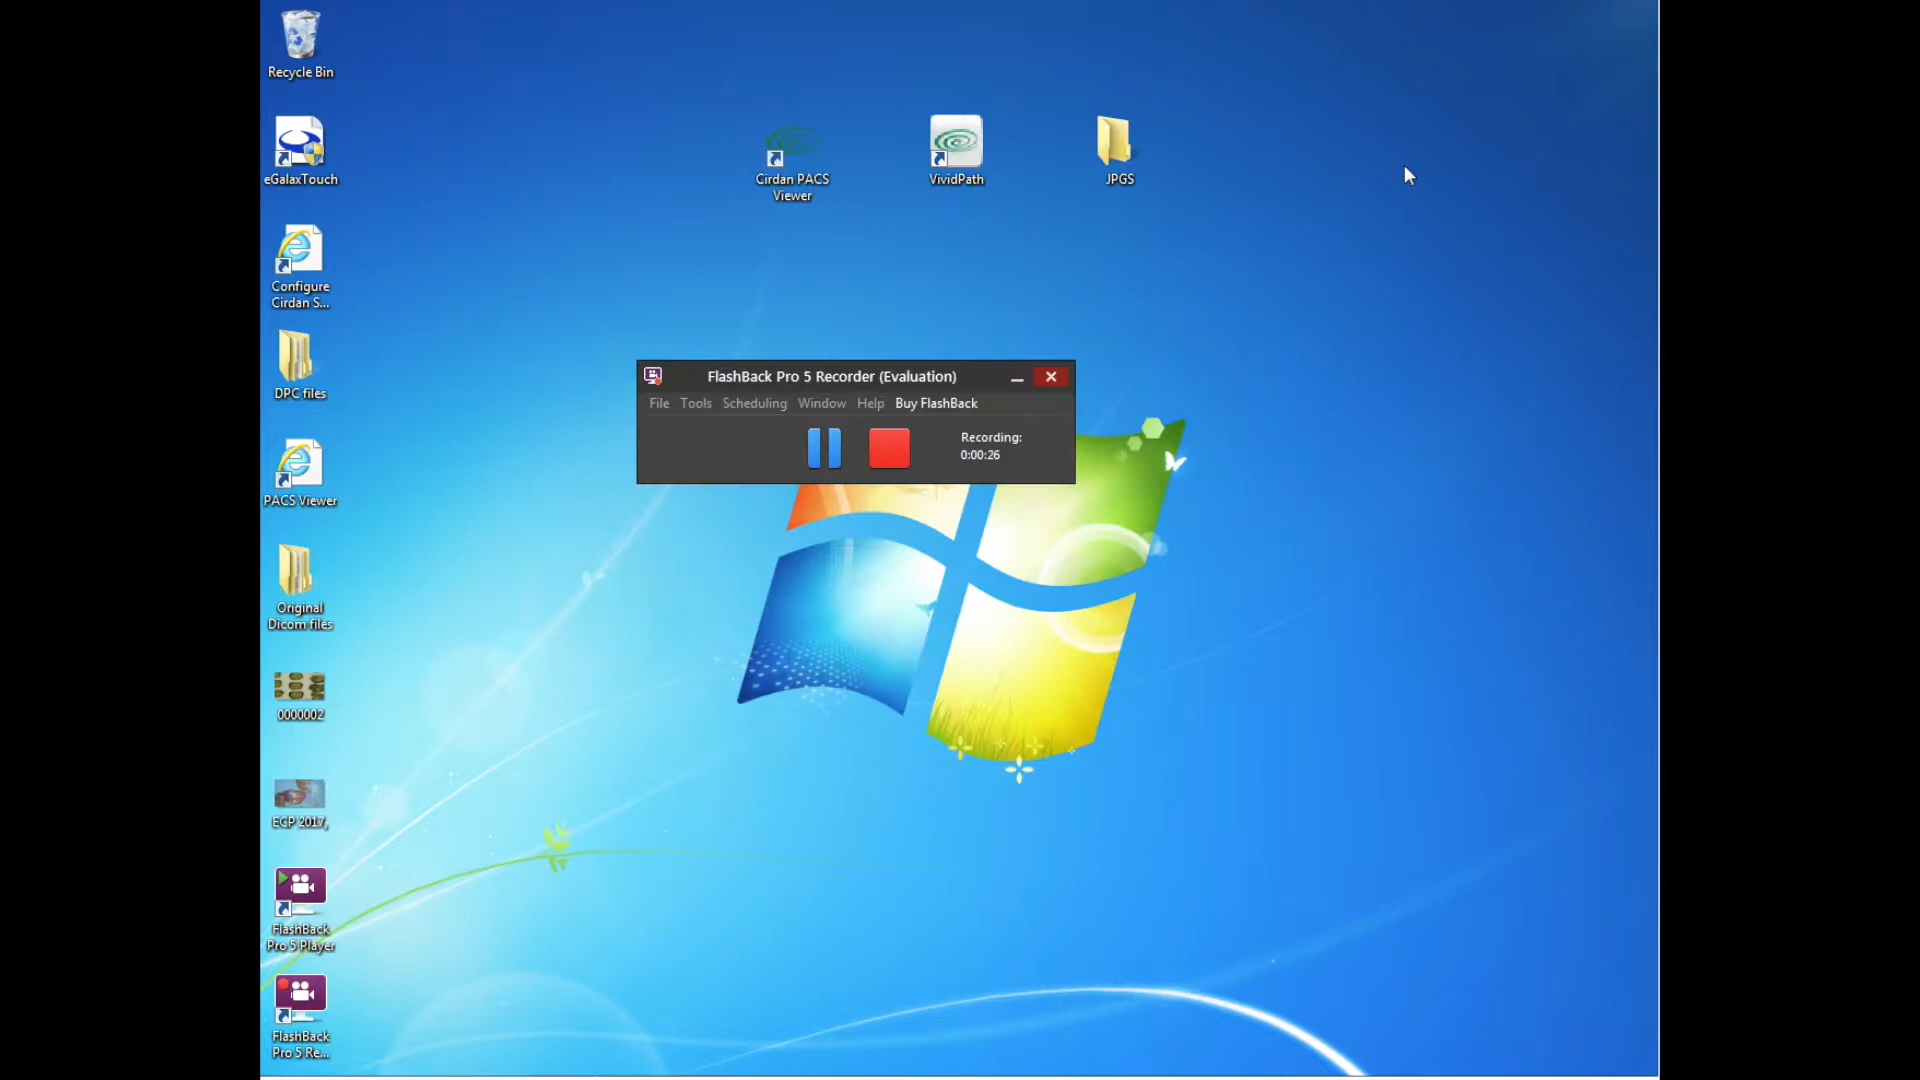 Recycle Bin
eGalaxTouch
Configure
Cirdan S...
DPC files
PACS Viewer
Original
Dicom files
0000002
ECP 2017,
FlashBack
Pro 5 Player
FlashBack
Pro 5 Re...
Cirdan PACS
Viewer
VividPath
JPGS
FlashBack Pro 5 Recorder (Evaluation)
File Tools Scheduling Window Help Buy FlashBack
Recording:
0:00:26